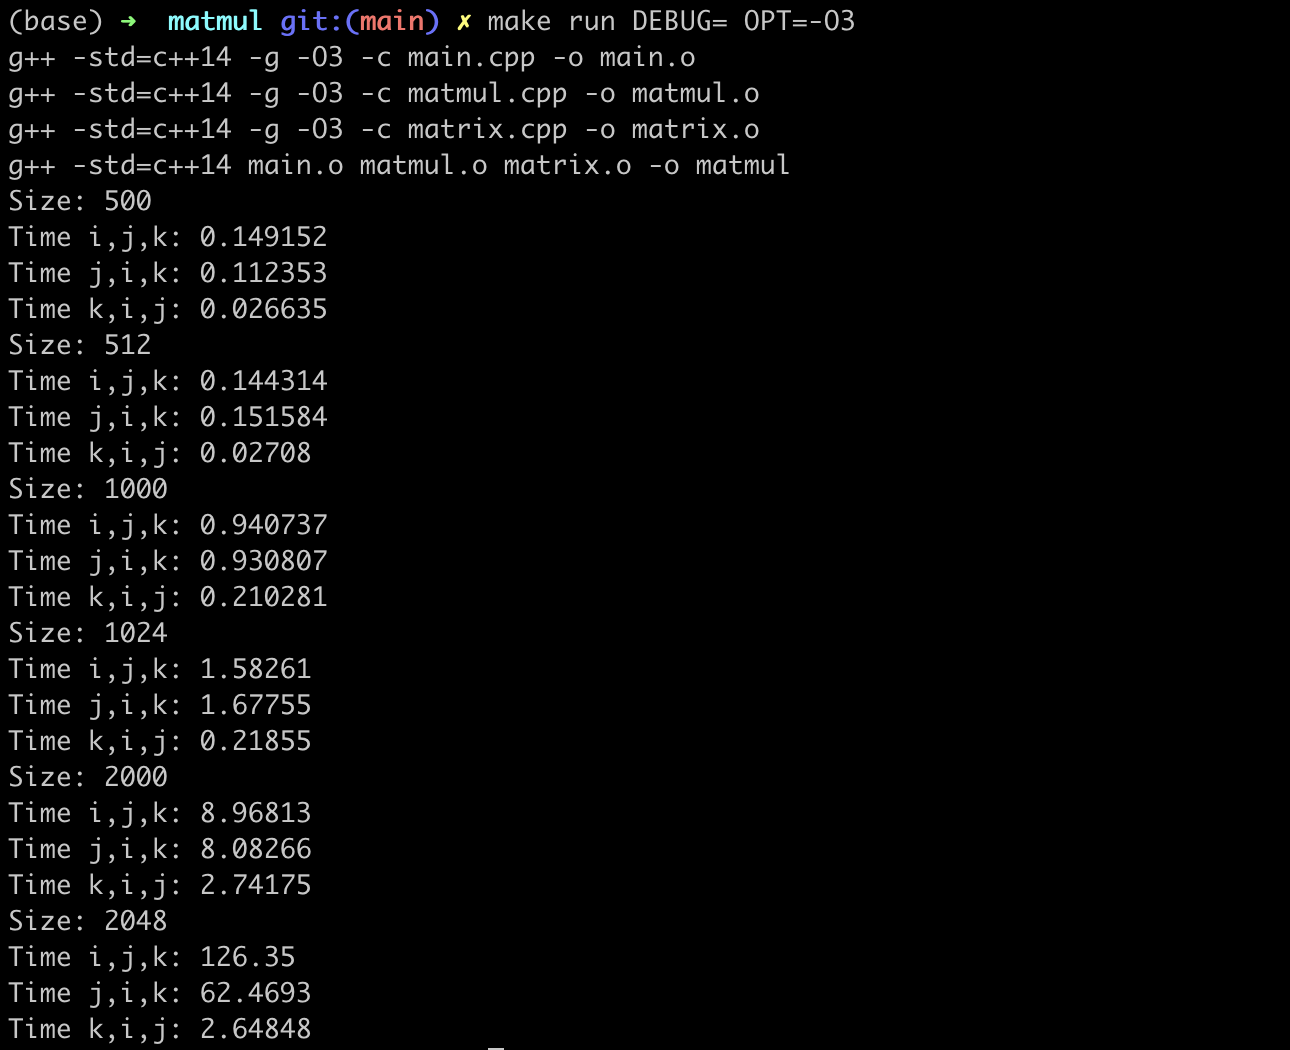 (base) ➜  matmul git:(main) ✗ make run DEBUG= OPT=-O3
g++ -std=c++14 -g -O3 -c main.cpp -o main.o
g++ -std=c++14 -g -O3 -c matmul.cpp -o matmul.o
g++ -std=c++14 -g -O3 -c matrix.cpp -o matrix.o
g++ -std=c++14 main.o matmul.o matrix.o -o matmul
Size: 500
Time i,j,k: 0.149152
Time j,i,k: 0.112353
Time k,i,j: 0.026635
Size: 512
Time i,j,k: 0.144314
Time j,i,k: 0.151584
Time k,i,j: 0.02708
Size: 1000
Time i,j,k: 0.940737
Time j,i,k: 0.930807
Time k,i,j: 0.210281
Size: 1024
Time i,j,k: 1.58261
Time j,i,k: 1.67755
Time k,i,j: 0.21855
Size: 2000
Time i,j,k: 8.96813
Time j,i,k: 8.08266
Time k,i,j: 2.74175
Size: 2048
Time i,j,k: 126.35
Time j,i,k: 62.4693
Time k,i,j: 2.64848